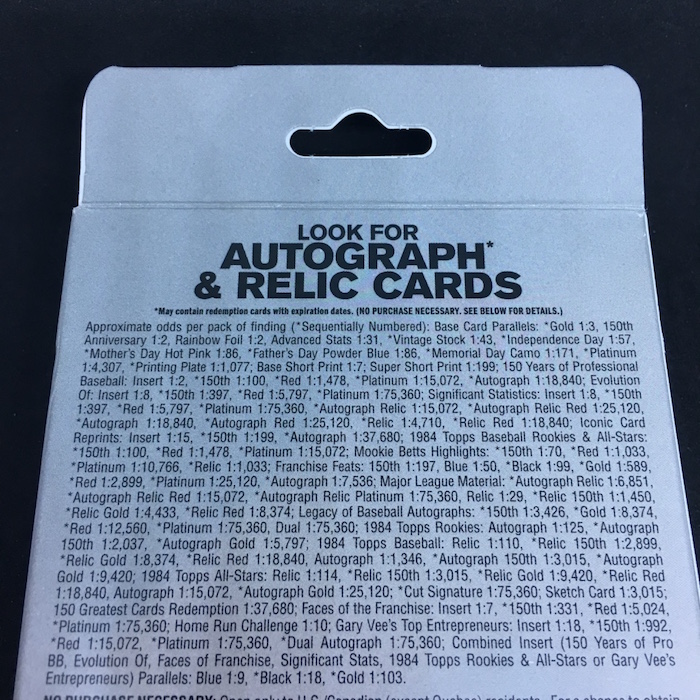 LOOK FOR
AUTOGRAPH*
& RELIC CARDS
*May contain redemption cards with expiration dates. (NO PURCHASE NECESSARY. SEE BELOW FOR DETAILS.)
Approximate odds per pack of finding (*Sequentially Numbered): Base Card Parallels: *Gold 1:3, 150th
Anniversary 1:2, Rainbow Foil 1:2, Advanced Stats 1:31, *Vintage Stock 1:43, *Independence Day 1:57,
*Mother's Day Hot Pink 1:86, *Father's Day Powder Blue 1:86, *Memorial Day Camo 1:171, *Platinum
1:4,307, *Printing Plate 1:1,077; Base Short Print 1:7; Super Short Print 1:199; 150 Years of Professional
Baseball: Insert 1:2, *150th 1:100, *Red 1:1,478, *Platinum 1:15,072, *Autograph 1:18,840; Evolution
Of: Insert 1:8, *150th 1:397, *Red 1:5,797, *Platinum 1:75,360; Significant Statistics: Insert 1:8, *150th
1:397, *Red 1:5,797, *Platinum 1:75,360, *Autograph Relic 1:15,072, *Autograph Relic Red 1:25,120,
*Autograph 1:18,840, *Autograph Red 1:25,120, *Relic 1:4,710, *Relic Red 1:18,840; Iconic Card
Reprints: Insert 1:15, *150th 1:199, *Autograph 1:37,680; 1984 Topps Baseball Rookies & All-Stars:
*150th 1:100, *Red 1:1,478, *Platinum 1:15,072; Mookie Betts Highlights: *150th 1:70, *Red 1:1,033,
*Platinum 1:10,766, *Relic 1:1,033; Franchise Feats: 150th 1:197, Blue 1:50, *Black 1:99, *Gold 1:589,
*Red 1:2,899, *Platinum 1:25,120, *Autograph 1:7,536; Major League Material: *Autograph Relic 1:6,851,
*Autograph Relic Red 1:15,072, *Autograph Relic Platinum 1:75,360, Relic 1:29, *Relic 150th 1:1,450,
*Relic Gold 1:4,433, *Relic Red 1:8,374; Legacy of Baseball Autographs: *150th 1:3,426, *Gold 1:8,374,
*Red 1:12,560, *Platinum 1:75,360, Dual 1:75,360; 1984 Topps Rookies: Autograph 1:125, *Autograph
150th 1:2,037, *Autograph Gold 1:5,797; 1984 Topps Baseball: Relic 1:110, *Relic 150th 1:2,899,
*Relic Gold 1:8,374, *Relic Red 1:18,840, Autograph 1:1,346, *Autograph 150th 1:3,015, *Autograph
Gold 1:9,420; 1984 Topps All-Stars: Relic 1:114, *Relic 150th 1:3,015, *Relic Gold 1:9,420, *Relic Red
1:18,840, Autograph 1:15,072, *Autograph Gold 1:25,120; *Cut Signature 1:75,360; Sketch Card 1:3,015;
150 Greatest Cards Redemption 1:37,680; Faces of the Franchise: Insert 1:7, *150th 1:331, *Red 1:5,024,
*Platinum 1:75,360; Home Run Challenge 1:10; Gary Vee's Top Entrepreneurs: Insert 1:18, *150th 1:992,
*Red 1:15,072, *Platinum 1:75,360, *Dual Autograph 1:75,360; Combined Insert (150 Years of Pro
BB, Evolution Of, Faces of Franchise, Significant Stats, 1984 Topps Rookies & All-Stars or Gary Vee's
Entrepreneurs) Parallels: Blue 1:9, *Black 1:18, *Gold 1:103.
NO PURCHASE NECESSARY: Open only to U.S./Canadian (except Quebec) residents.